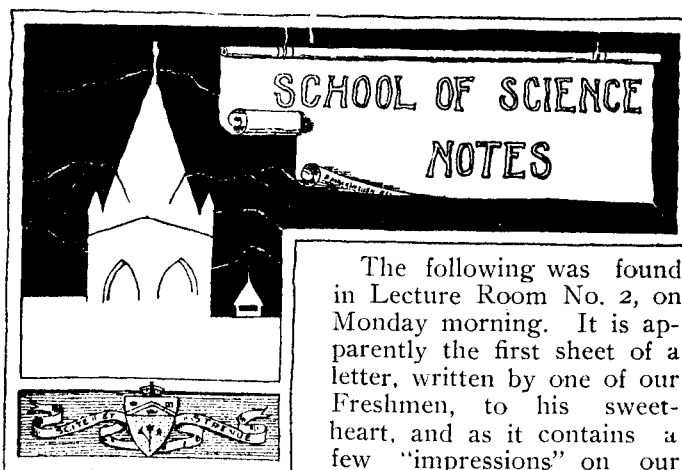 SCHOOL OF SCIENCE
NOTES
The following was found
in Lecture Room No. 2, on
Monday morning. It is ap-
parently the first sheet of a
letter, written by one of our
Freshmen, to his sweet-
heart, and as it contains a
few "impressions" on our
STRENUE